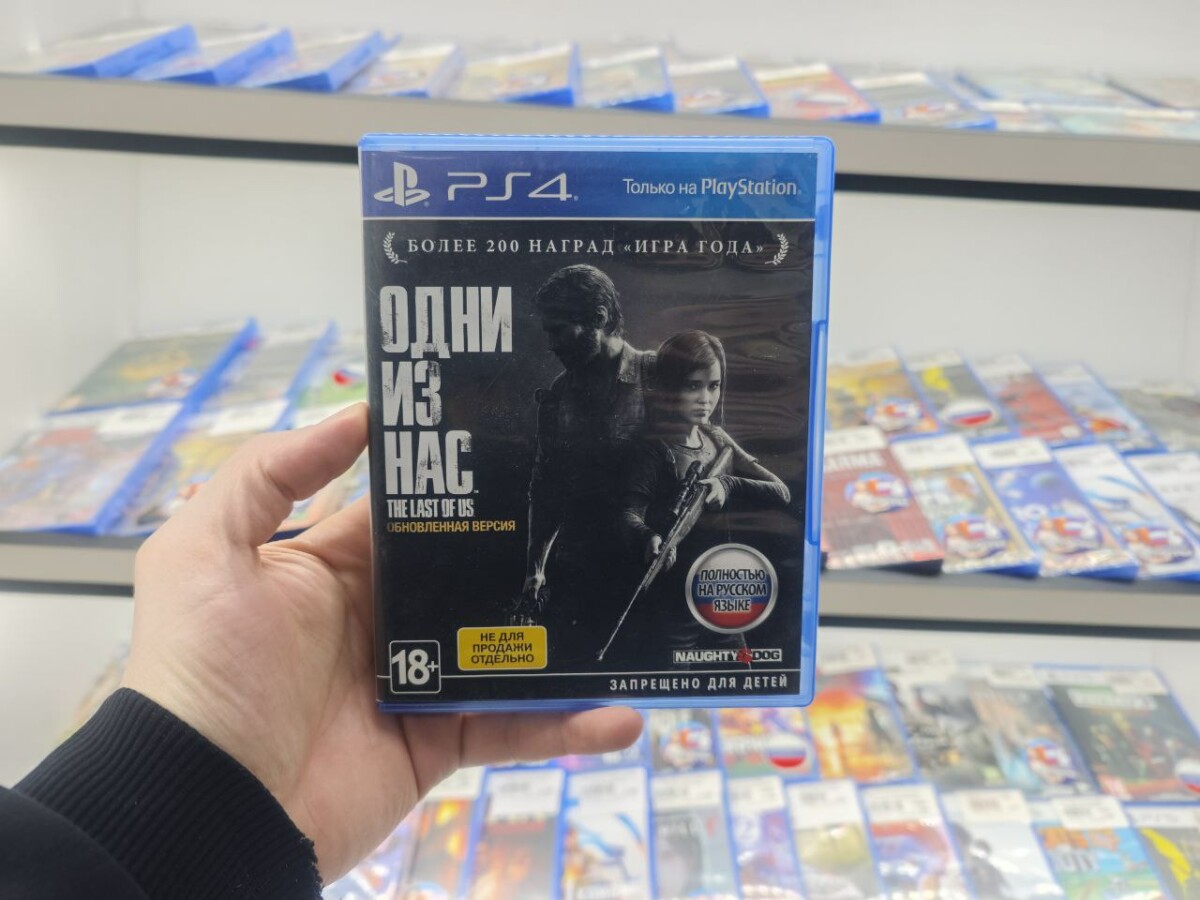 PS4
Только на PlayStation
БОЛЕЕ 200 НАГРАД «ИГРА ГОДА»
ОДНИ
ИЗ
НАС
THE LAST OF US
ОБНОВЛЕННАЯ ВЕРСИЯ
ПОЛНОСТЬЮ
НА РУССКОМ
ЯЗЫКЕ
НЕ ДЛЯ
ПРОДАЖИ
ОТДЕЛЬНО
18+
NAUGHTY DOG
ЗАПРЕЩЕНО ДЛЯ ДЕТЕЙ